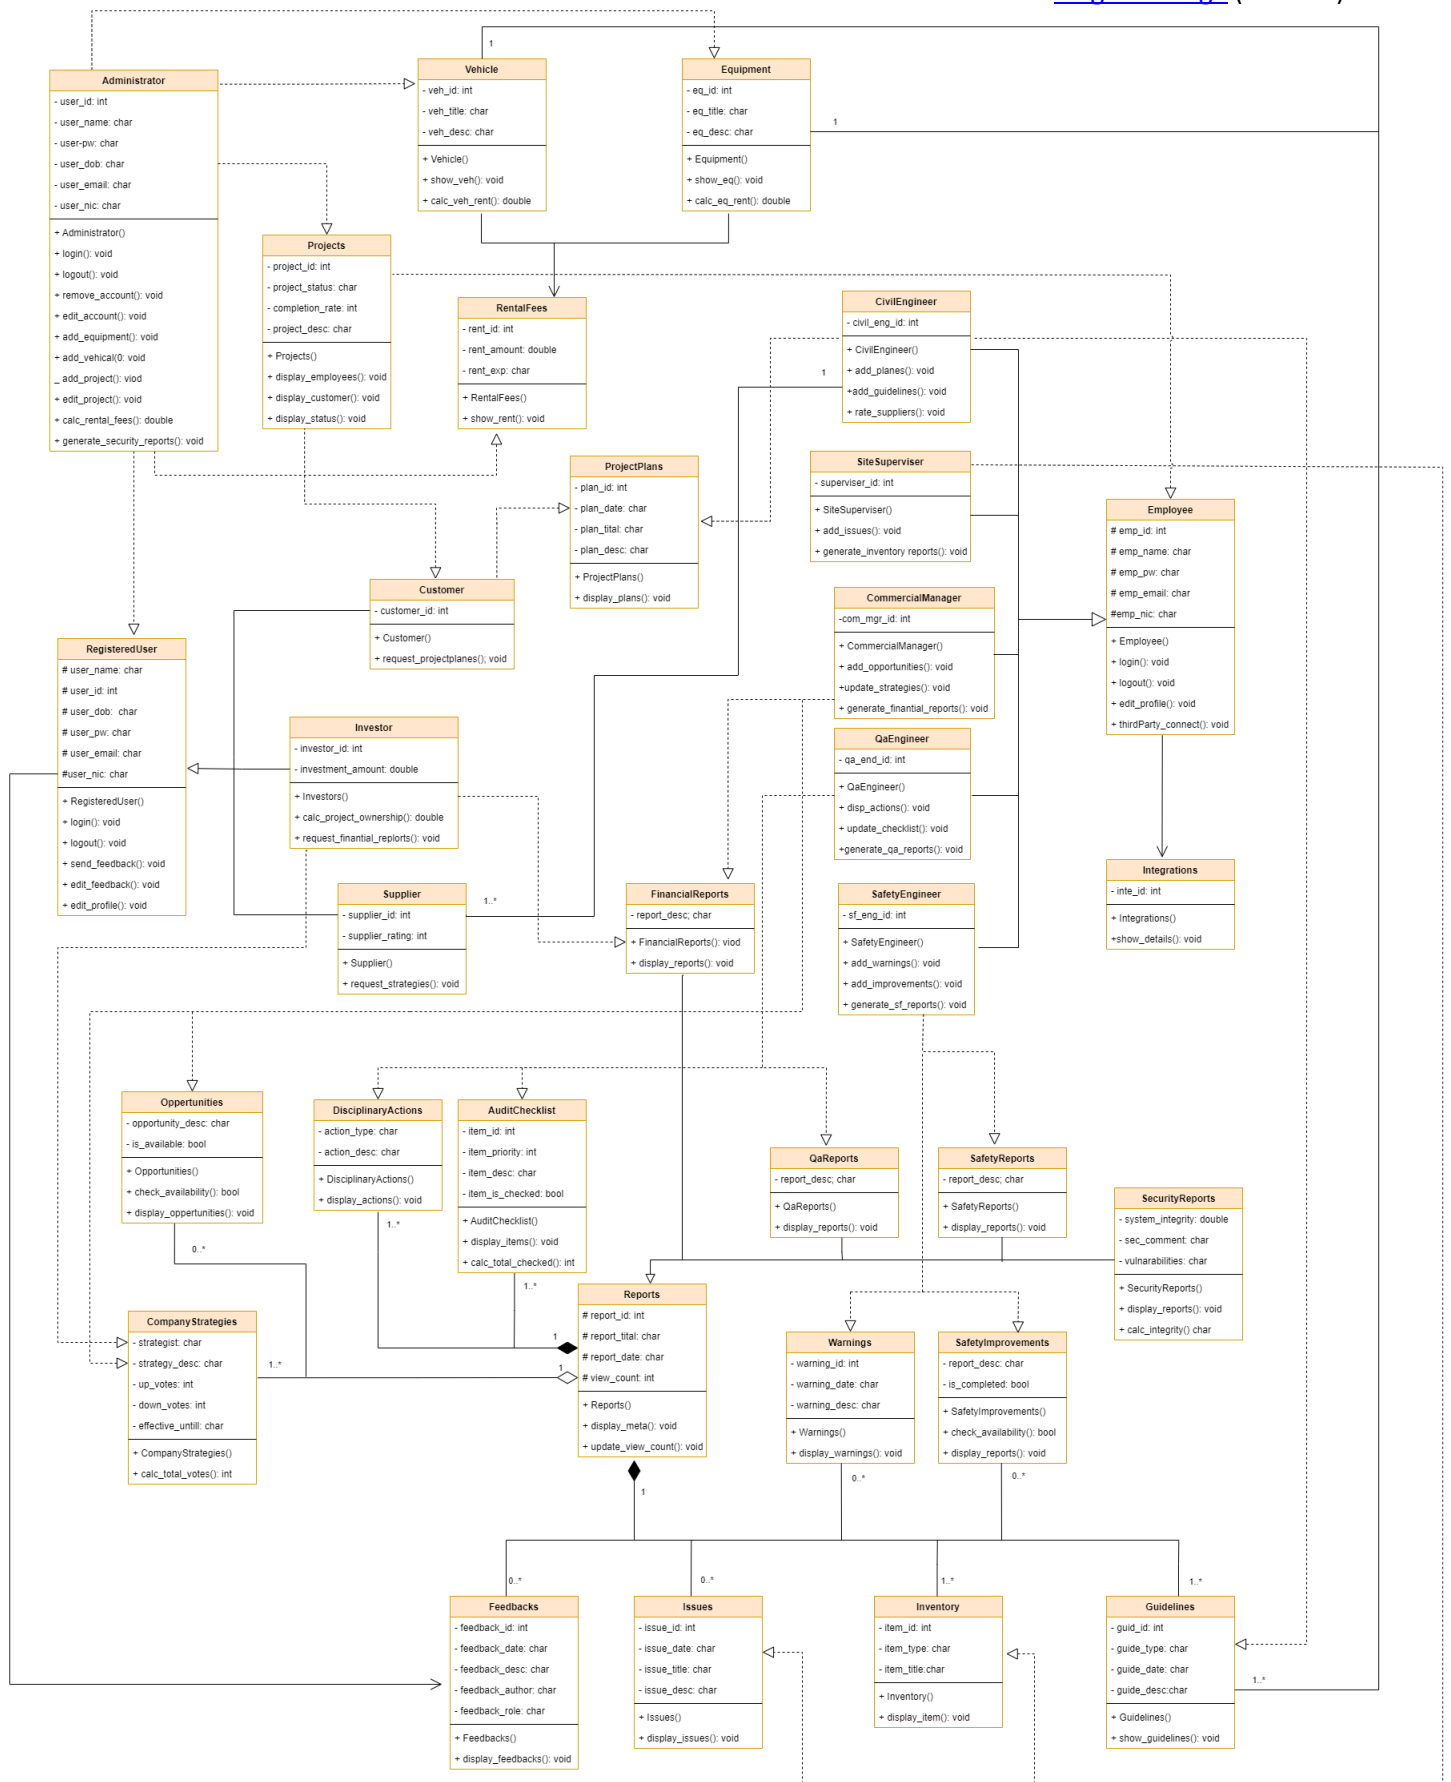 1
Administrator
- user_id: int
- user_name: char
- user-pw: char
- user_dob: char
- user_email: char
- user_nic: char
+ Administrator()
+ login(): void
+ logout(): void
+ remove_account(): void
+ edit_account(): void
+ add_equipment(): void
+ add_vehical(0: void
_ add_project(): viod
+ edit_project(): void
+ calc_rental_fees(): double
+ generate_security_reports(): void
Vehicle
- veh_id: int
- veh_title: char
- veh_desc: char
+ Vehicle()
+ show_veh(): void
+ calc_veh_rent(): double
Equipment
- eq_id: int
- eq_title: char
- eq_desc: char
+ Equipment()
+ show_eq(): void
+ calc_eq_rent(): double
1
Projects
- project_id: int
- project_status: char
- completion_rate: int
- project_desc: char
+ Projects()
+ display_employees(): void
+ display_customer(): void
+ display_status(): void
RentalFees
- rent_id: int
- rent_amount: double
- rent_exp: char
+ RentalFees()
+ show_rent(): void
CivilEngineer
- civil_eng_id: int
+ CivilEngineer()
+ add_planes(): void
+add_guidelines(): void
+ rate_suppliers(): void
1
ProjectPlans
- plan_id: int
- plan_date: char
- plan_tital: char
- plan_desc: char
+ ProjectPlans()
+ display_plans(): void
SiteSuperviser
- superviser_id: int
+ SiteSuperviser()
+ add_issues(): void
+ generate_inventory reports(): void
Employee
# emp_id: int
# emp_name: char
# emp_pw: char
# emp_email: char
#emp_nic: char
+ Employee()
+ login(): void
+ logout(): void
+ edit_profile(): void
+ thirdParty_connect(): void
Customer
- customer_id: int
+ Customer()
+ request_projectplanes(); void
CommercialManager
-com_mgr_id: int
+ CommercialManager()
+ add_opportunities(): void
+update_strategies(): void
+ generate_finantial_reports(): void
RegisteredUser
# user_name: char
# user_id: int
# user_dob:  char
# user_pw: char
# user_email: char
#user_nic: char
+ RegisteredUser()
+ login(): void
+ logout(): void
+ send_feedback(): void
+ edit_feedback(): void
+ edit_profile(): void
Investor
- investor_id: int
- investment_amount: double
+ Investors()
+ calc_project_ownership(): double
+ request_finantial_replorts(): void
QaEngineer
- qa_end_id: int
+ QaEngineer()
+ disp_actions(): void
+ update_checklist(): void
+generate_qa_reports(): void
Integrations
- inte_id: int
+ Integrations()
+show_details(): void
Supplier
- supplier_id: int
- supplier_rating: int
+ Supplier()
+ request_strategies(): void
1..*
FinancialReports
- report_desc; char
+ FinancialReports(): viod
+ display_reports(): void
SafetyEngineer
- sf_eng_id: int
+ SafetyEngineer()
+ add_warnings(): void
+ add_improvements(): void
+ generate_sf_reports(): void
Oppertunities
- opportunity_desc: char
- is_available: bool
+ Opportunities()
+ check_availability(): bool
+ display_oppertunities(): void
0..*
DisciplinaryActions
- action_type: char
- action_desc: char
+ DisciplinaryActions()
+ display_actions(): void
1..*
AuditChecklist
- item_id: int
- item_priority: int
- item_desc: char
- item_is_checked: bool
+ AuditChecklist()
+ display_items(): void
+ calc_total_checked(): int
1..*
QaReports
- report_desc; char
+ QaReports()
+ display_reports(): void
SafetyReports
- report_desc; char
+ SafetyReports()
+ display_reports(): void
SecurityReports
- system_integrity: double
- sec_comment: char
- vulnarabilities: char
+ SecurityReports()
+ display_reports(): void
+ calc_integrity() char
CompanyStrategies
- strategist: char
- strategy_desc: char
- up_votes: int
- down_votes: int
- effective_untill: char
+ CompanyStrategies()
+ calc_total_votes(): int
1..*
1
1
Reports
# report_id: int
# report_tital: char
# report_date: char
# view_count: int
+ Reports()
+ display_meta(): void
+ update_view_count(): void
1
Warnings
- warning_id: int
- warning_date: char
- warning_desc: char
+ Warnings()
+ display_warnings(): void
0..*
SafetyImprovements
- report_desc: char
- is_completed: bool
+ SafetyImprovements()
+ check_availability(): bool
+ display_reports(): void
0..*
0..*
0..*
1..*
1..*
Feedbacks
- feedback_id: int
- feedback_date: char
- feedback_desc: char
- feedback_author: char
- feedback_role: char
+ Feedbacks()
+ display_feedbacks(): void
Issues
- issue_id: int
- issue_date: char
- issue_title: char
- issue_desc: char
+ Issues()
+ display_issues(): void
Inventory
- item_id: int
- item_type: char
- item_title:char
+ Inventory()
+ display_item(): void
Guidelines
- guid_id: int
- guide_type: char
- guide_date: char
- guide_desc:char
+ Guidelines()
+ show_guidelines(): void
1..*